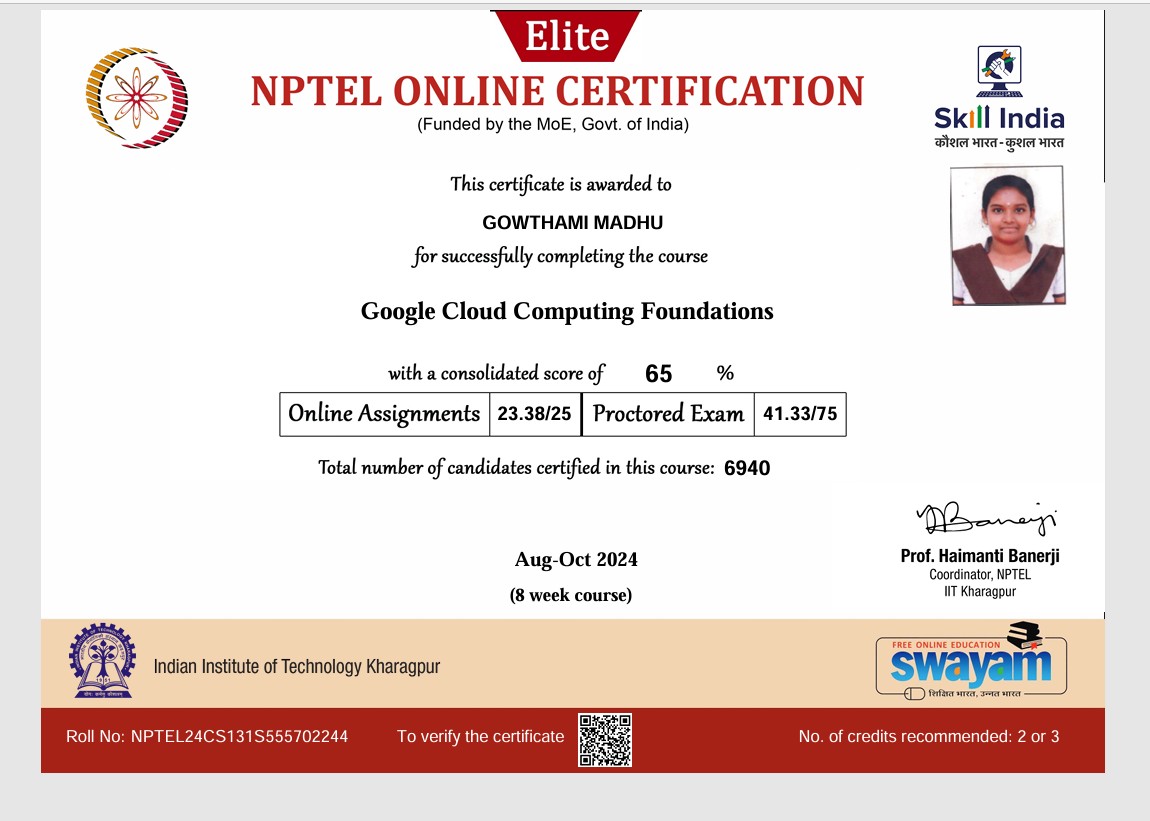 Elite
NPTEL ONLINE CERTIFICATION
(Funded by the MoE, Govt. of India)
Skill India
कौशल भारत - कुशल भारत
This certificate is awarded to
GOWTHAMI MADHU
for successfully completing the course
Google Cloud Computing Foundations
with a consolidated score of 65 %
Online Assignments 23.38/25 Proctored Exam 41.33/75
Total number of candidates certified in this course: 6940
Aug-Oct 2024
(8 week course)
Prof. Haimanti Banerji
Coordinator, NPTEL
IIT Kharagpur
Indian Institute of Technology Kharagpur
FREE ONLINE EDUCATION
swayam
शिक्षित भारत, उन्नत भारत
Roll No: NPTEL24CS131S555702244 To verify the certificate No. of credits recommended: 2 or 3